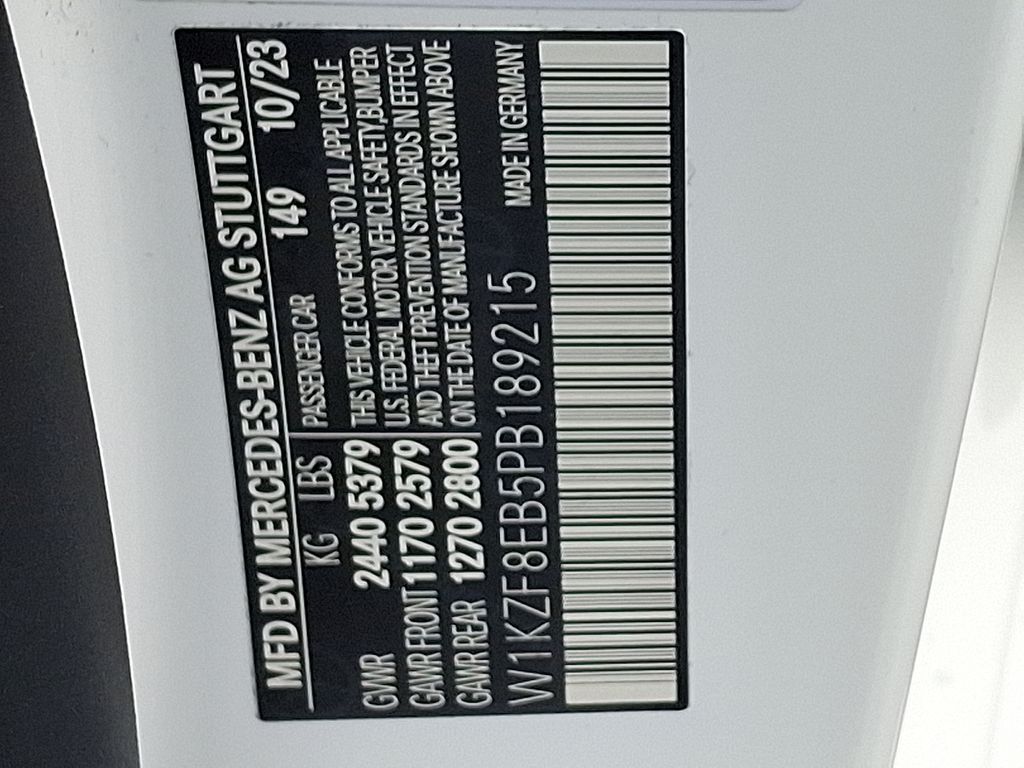 MFD BY MERCEDES-BENZ AG STUTTGART
KG LBS PASSENGER CAR 149 10/23
GVWR 2440 5379 THIS VEHICLE CONFORMS TO ALL APPLICABLE
GAWR FRONT 1170 2579 U.S. FEDERAL MOTOR VEHICLE SAFETY,BUMPER
GAWR REAR 1270 2800 AND THEFT PREVENTION STANDARDS IN EFFECT
ON THE DATE OF MANUFACTURE SHOWN ABOVE
W1KZF8EB5PB189215 MADE IN GERMANY